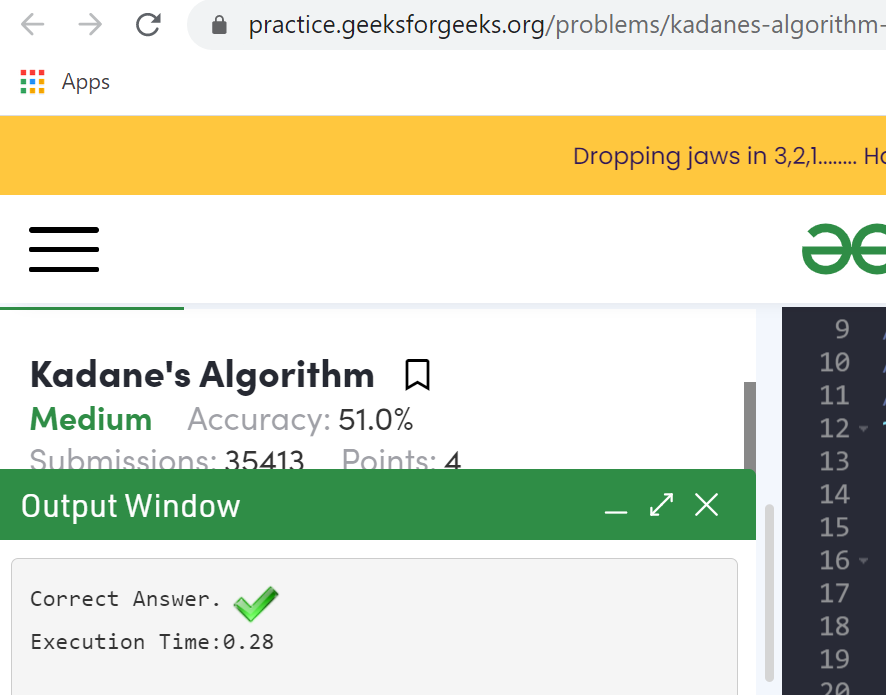 practice.geeksforgeeks.org/problems/kadanes-algorithm-
Apps
Dropping jaws in 3,2,1........
Kadane's Algorithm
Medium Accuracy: 51.0%
Submissions: 35413 Points: 4
Output Window
Correct Answer.
Execution Time:0.28
9
10
11
12
13
14
15
16
17
18
19
20